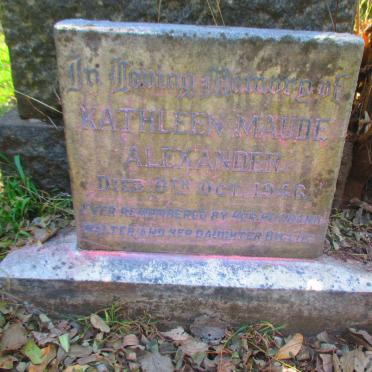 In Loving Memory of
KATHLEEN MAUDE
ALEXANDER
DIED 8TH OCT. 1946.
EVER REMEMBERED BY HER HUSBAND
WALTER AND HER DAUGHTER BILLIE